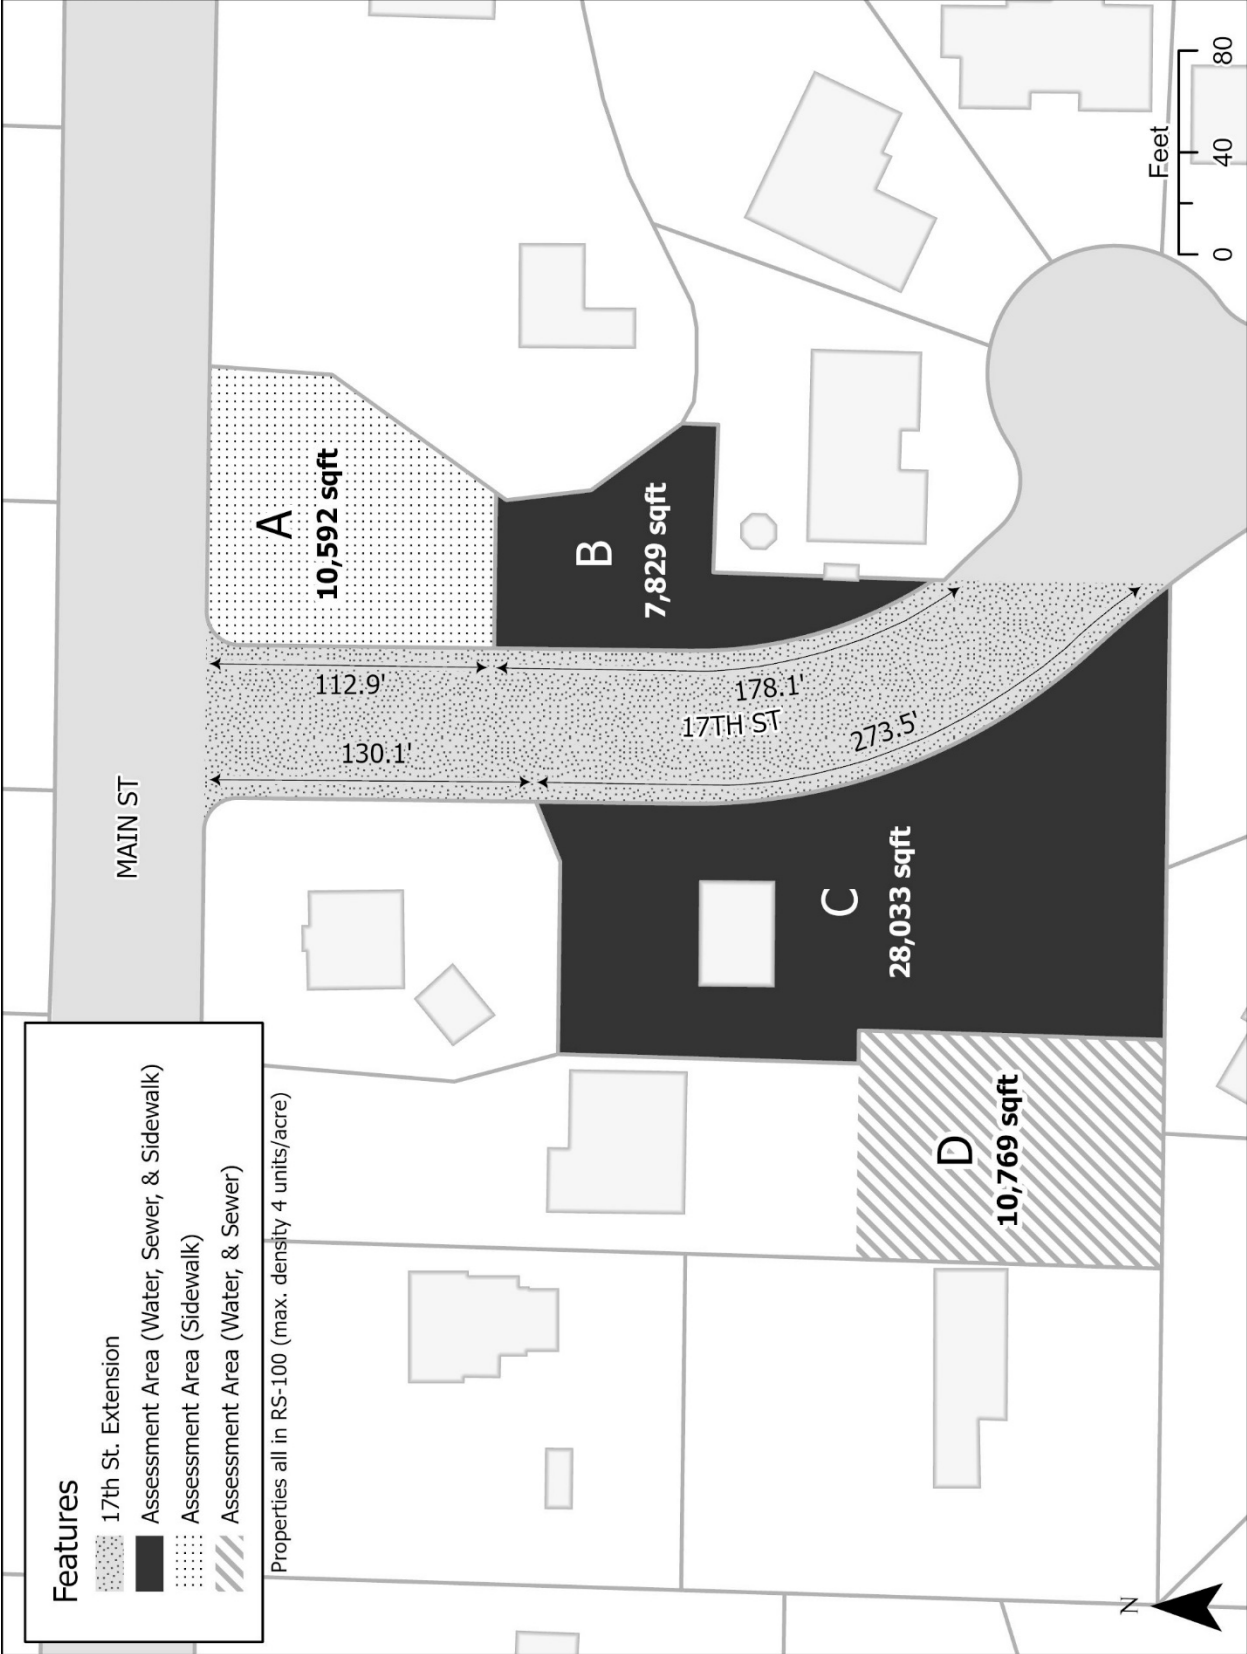 Features
17th St. Extension
Assessment Area (Water, Sewer, & Sidewalk)
Assessment Area (Sidewalk)
Assessment Area (Water, & Sewer)
Properties all in RS-100 (max. density 4 units/acre)
MAIN ST
A
10,592 sqft
112.9'
130.1'
B
7,829 sqft
178.1'
17TH ST
273.5'
C
28,033 sqft
D
10,769 sqft
N
Feet
0 40 80